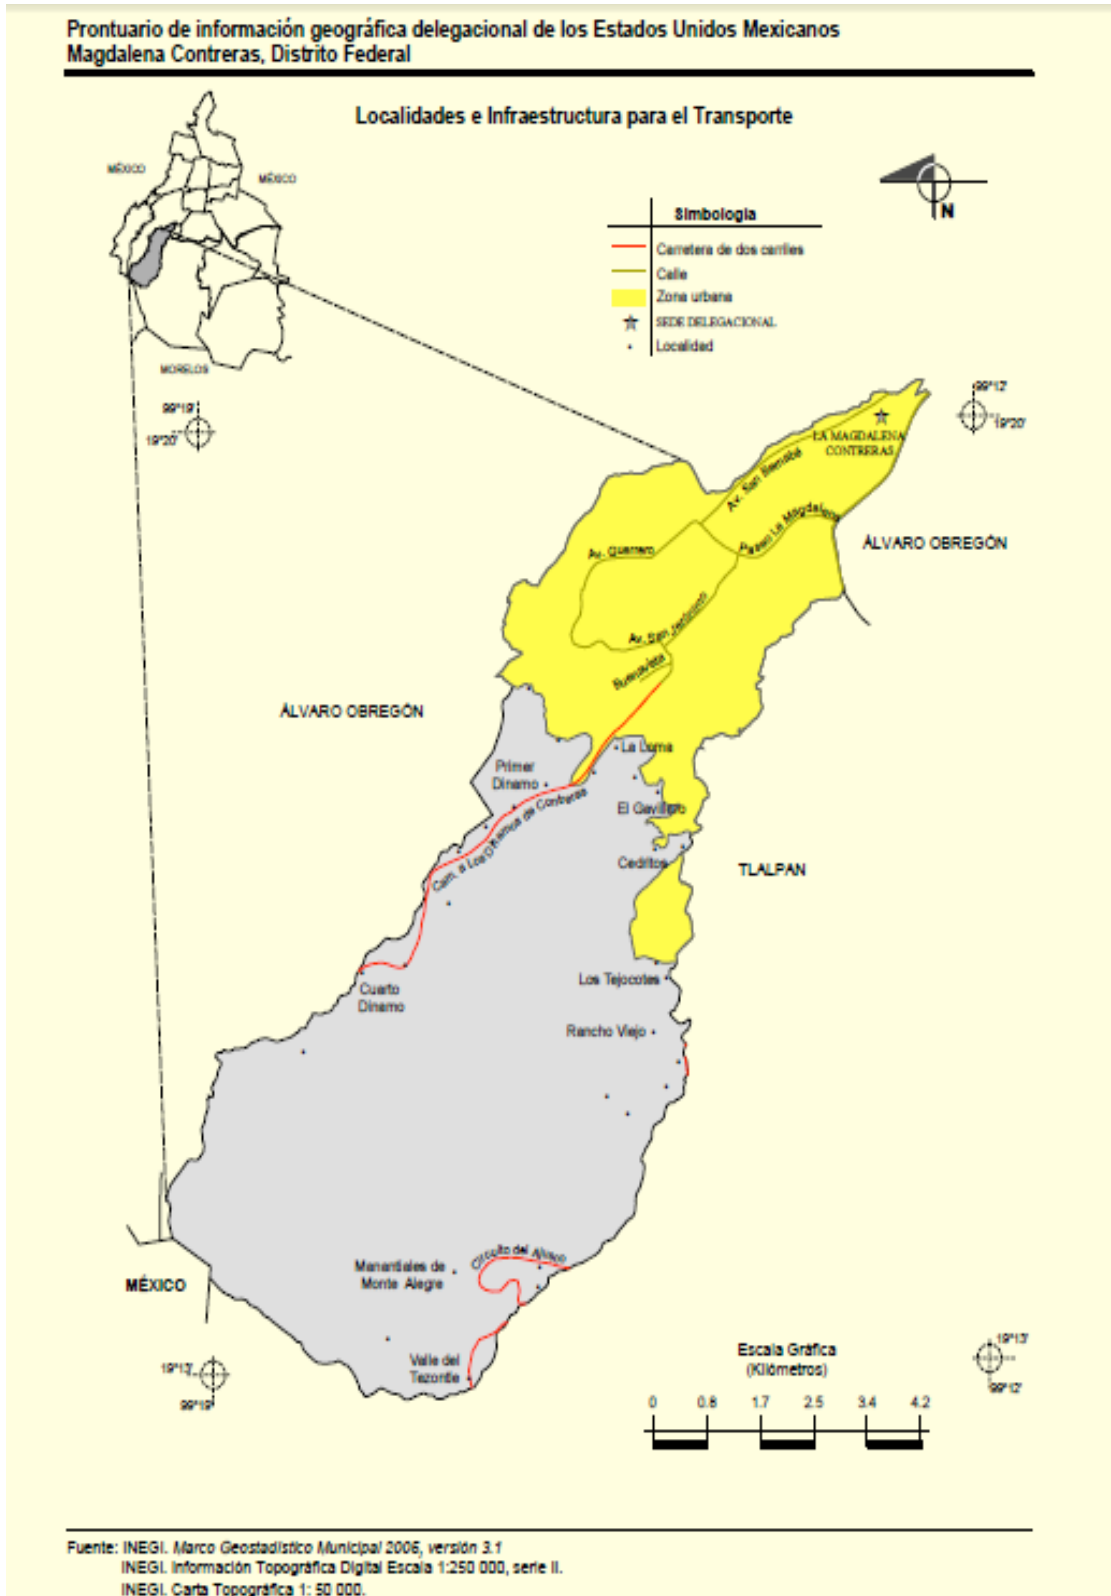 Prontuario de información geográfica delegacional de los Estados Unidos Mexicanos
Magdalena Contreras, Distrito Federal
Localidades e Infraestructura para el Transporte
MÉXICO
MÉXICO
MORELOS
N
Simbología
Carretera de dos carriles
Calle
Zona urbana
SEDE DELEGACIONAL
Localidad
99°19'
19°20'
99°12'
19°20'
LA MAGDALENA
CONTRERAS
Av. San Bernabé
Paseo La Magdalena
Av. Guerrero
ÁLVARO OBREGÓN
Av. San Jerónimo
Buenavista
ÁLVARO OBREGÓN
La Loma
Primer
Dinamo
El Gavillero
Cam. a Los Dinamos de Contreras
Cedritos
TLALPAN
Los Tejocotes
Cuarto
Dinamo
Rancho Viejo
Circuito del Ajusco
Manantiales de
Monte Alegre
MÉXICO
Valle del
Tezontle
19°13'
99°19'
19°13'
99°12'
Escala Gráfica
(Kilómetros)
0 0.8 1.7 2.5 3.4 4.2
Fuente: INEGI. Marco Geostadístico Municipal 2005, versión 3.1
INEGI. Información Topográfica Digital Escala 1:250 000, serie II.
INEGI. Carta Topográfica 1: 50 000.